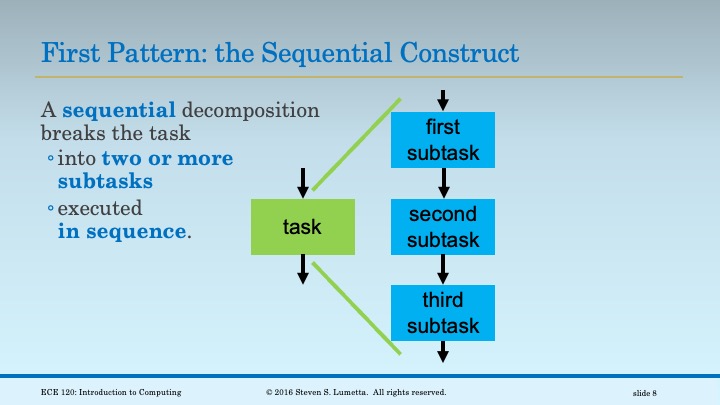 First Pattern: the Sequential Construct
A sequential decomposition
breaks the task
◦into two or more
subtasks
◦executed
in sequence.
task
first
subtask
second
subtask
third
subtask
ECE 120: Introduction to Computing
© 2016 Steven S. Lumetta. All rights reserved.
slide 8